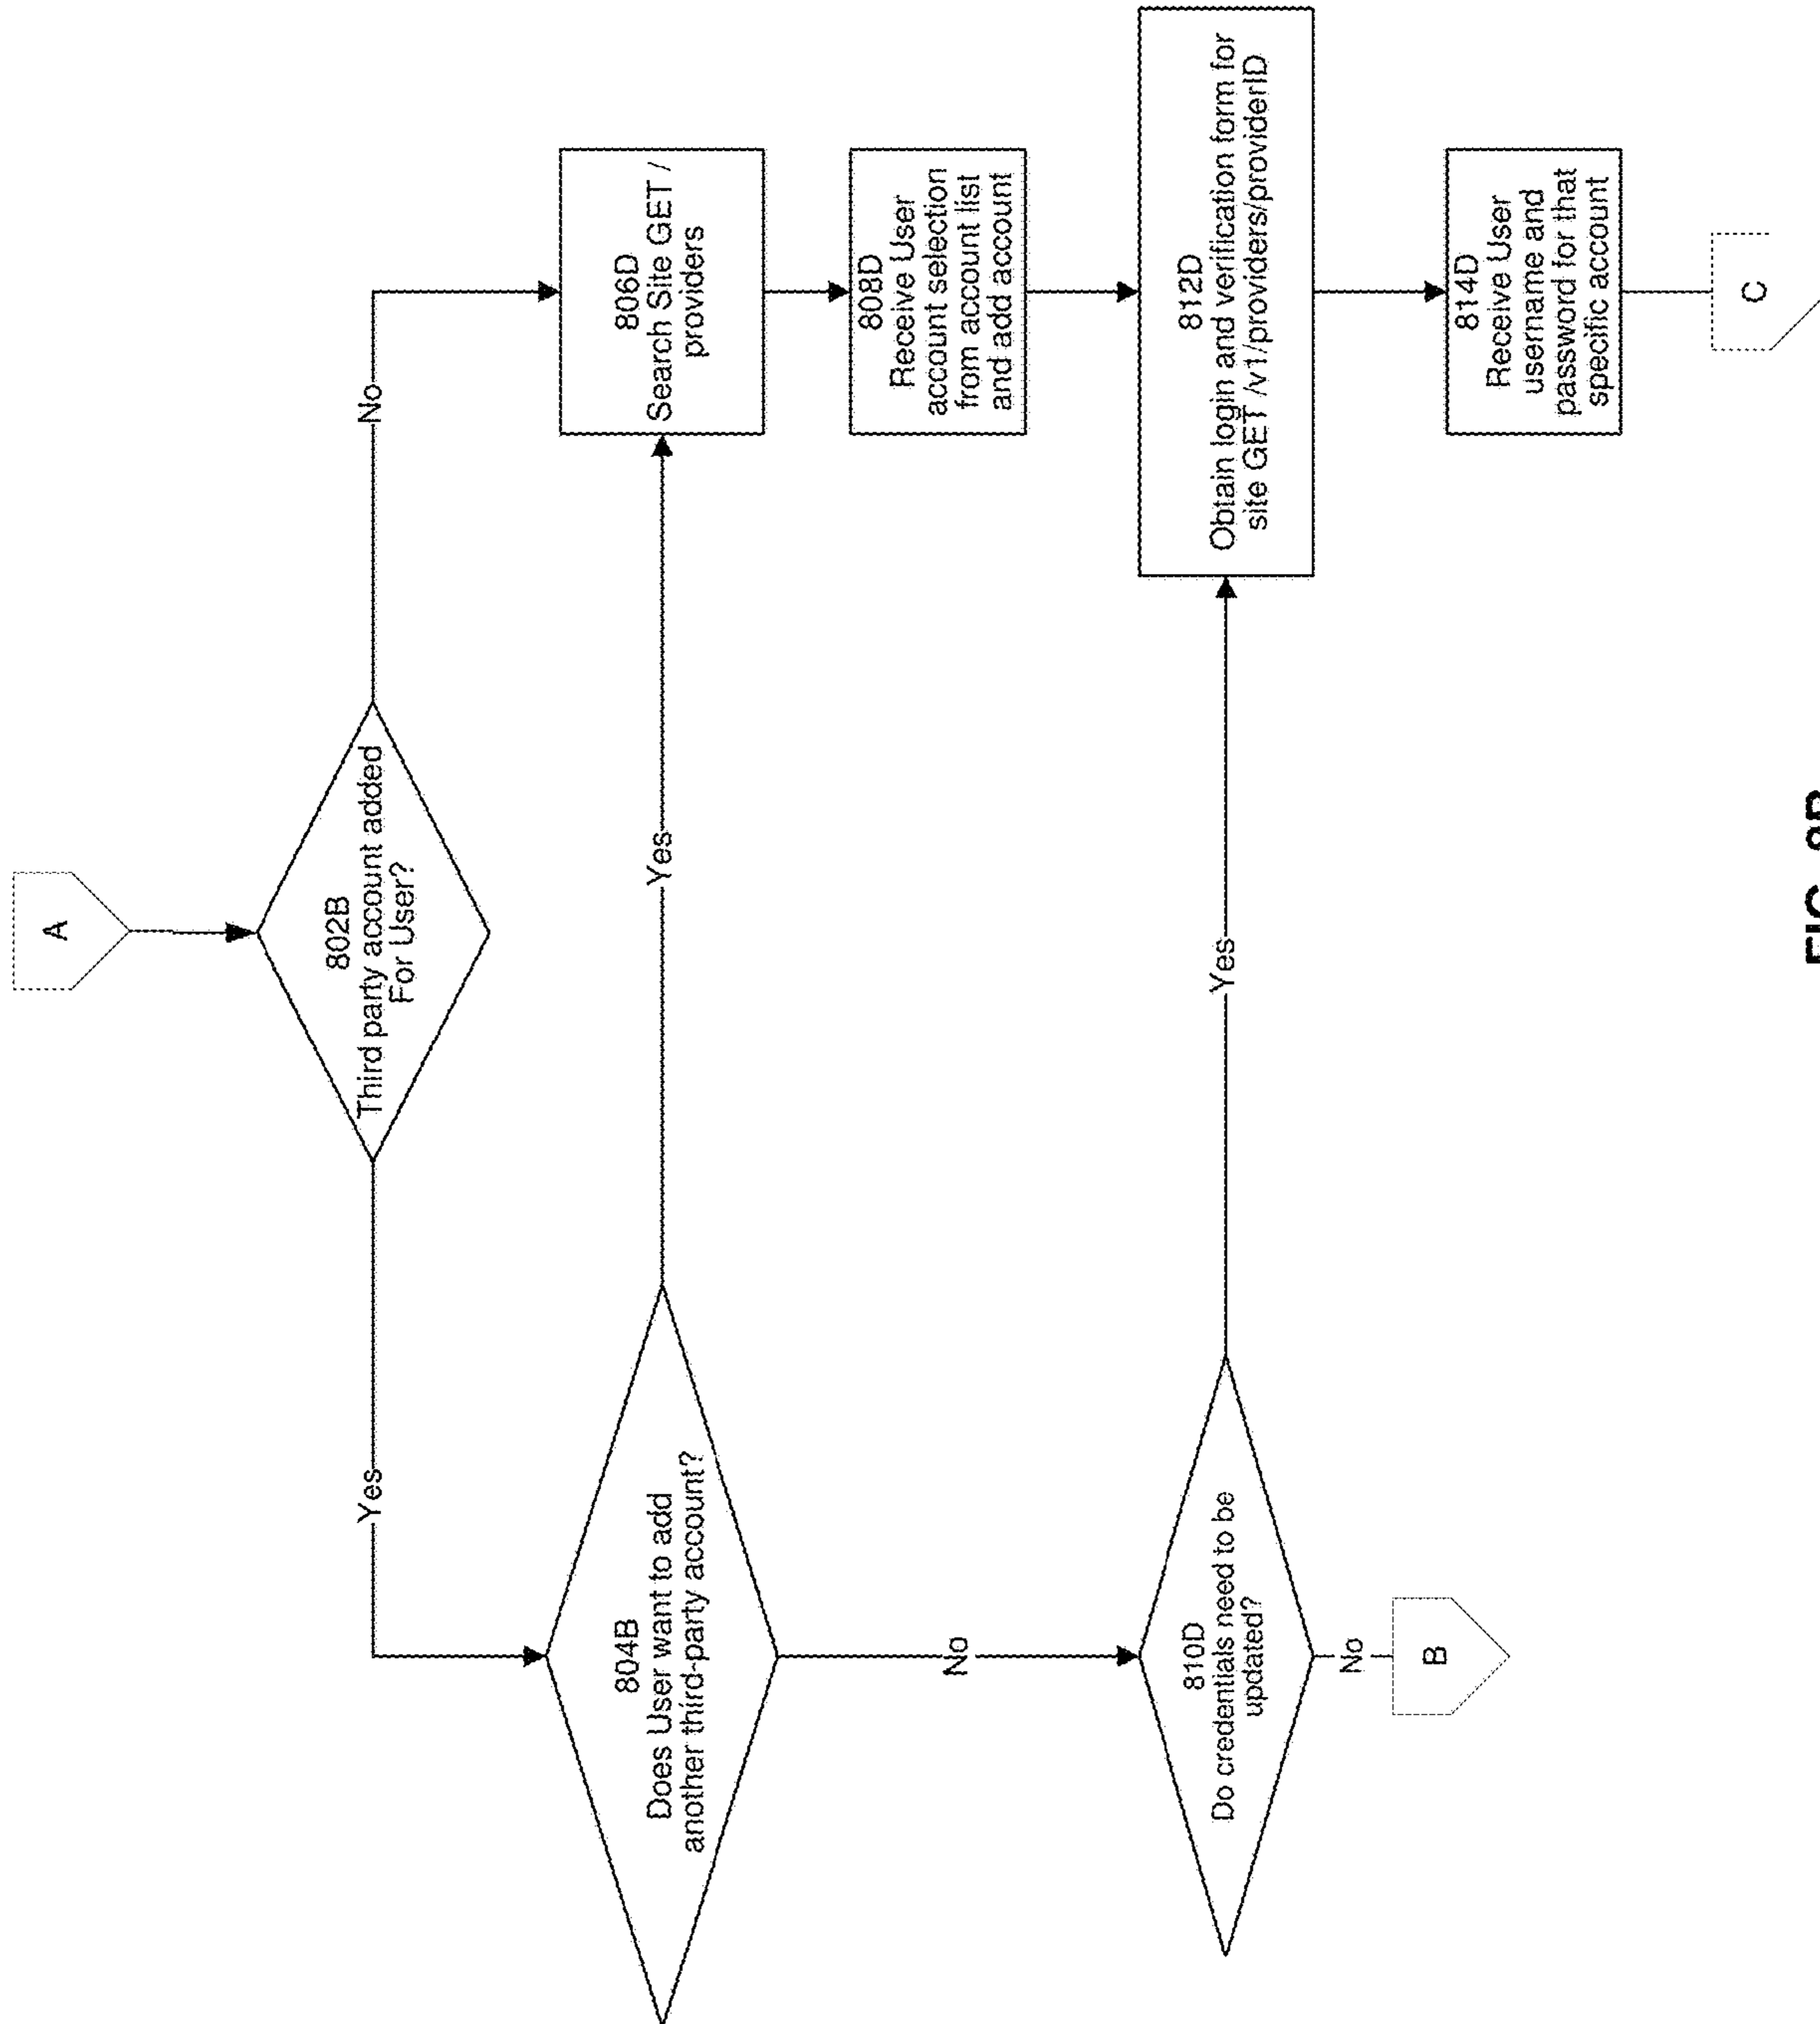 A
802B
Third party account added
For User?
Yes
No
804B
Does User want to add
another third-party account?
Yes
806D
Search Site GET /
providers
808D
Receive User
account selection
from account list
and add account
No
810D
Do credentials need to be
updated?
Yes
812D
Obtain login and verification form for
site GET /v1/providers/providerID
No
B
814D
Receive User
username and
password for that
specific account
C
FIG.